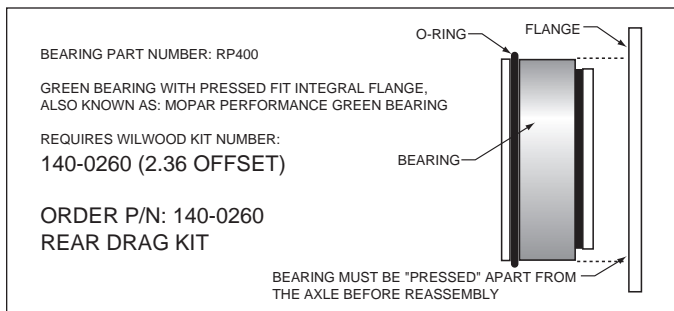 BEARING PART NUMBER: RP400
GREEN BEARING WITH PRESSED FIT INTEGRAL FLANGE,
ALSO KNOWN AS: MOPAR PERFORMANCE GREEN BEARING
REQUIRES WILWOOD KIT NUMBER:
140-0260 (2.36 OFFSET)
ORDER P/N: 140-0260
REAR DRAG KIT
O-RING
FLANGE
BEARING
BEARING MUST BE "PRESSED" APART FROM
THE AXLE BEFORE REASSEMBLY